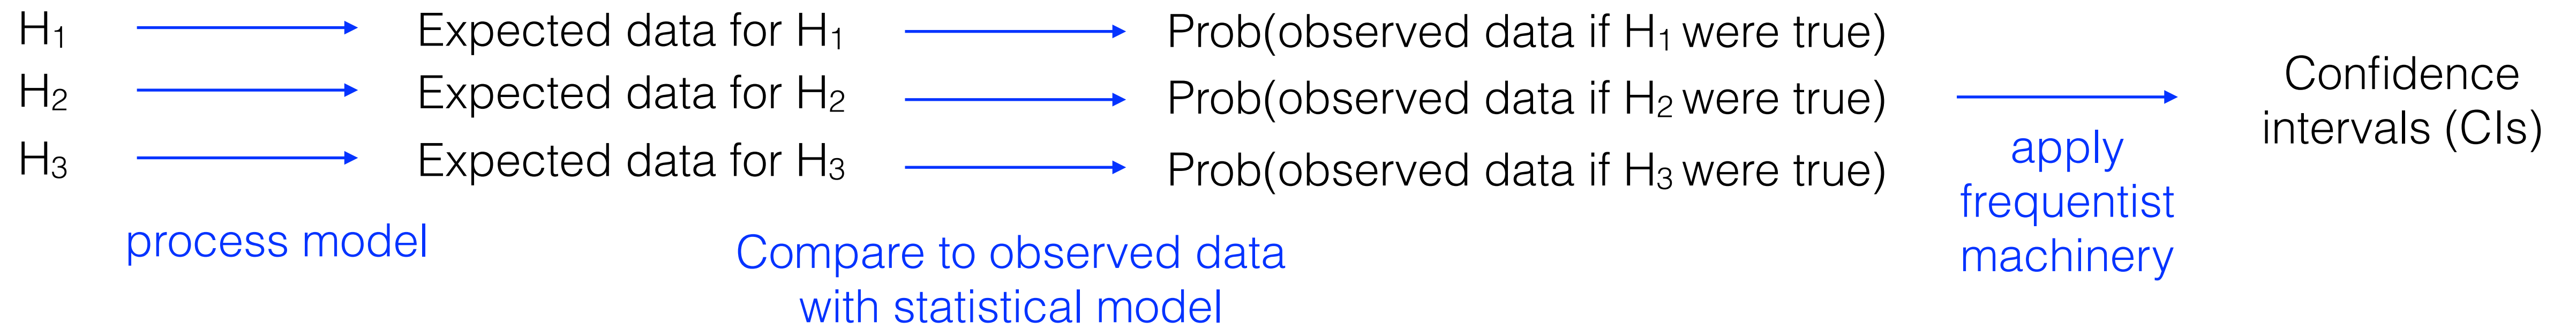 H₁ Expected data for H₁ Prob(observed data if H₁ were true)
H₂ Expected data for H₂ Prob(observed data if H₂ were true)
H₃ Expected data for H₃ Prob(observed data if H₃ were true)
Confidence
intervals (CIs)
process model
Compare to observed data
with statistical model
apply
frequentist
machinery